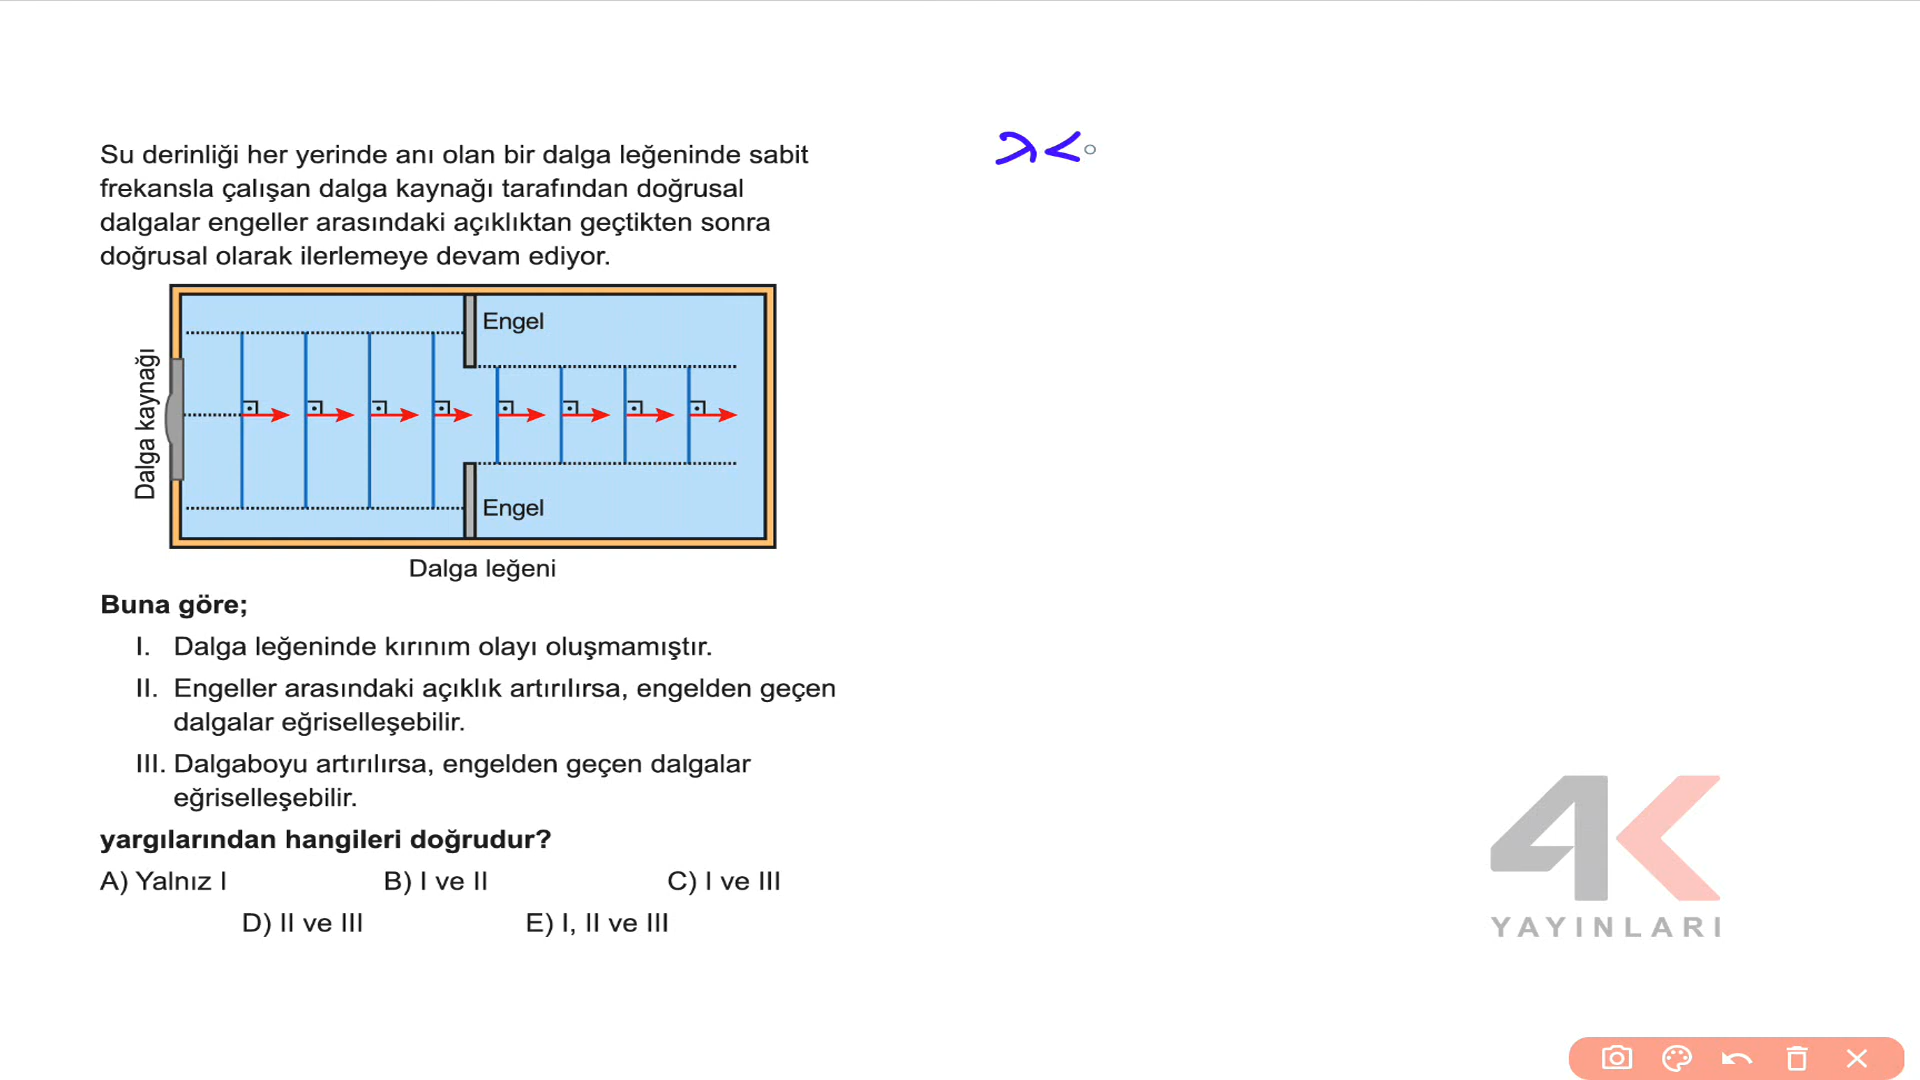 Su derinliği her yerinde anı olan bir dalga leğeninde sabit
frekansla çalışan dalga kaynağı tarafından doğrusal
dalgalar engeller arasındaki açıklıktan geçtikten sonra
doğrusal olarak ilerlemeye devam ediyor.
Dalga kaynağı
Engel
Engel
Dalga leğeni
Buna göre;
I. Dalga leğeninde kırınım olayı oluşmamıştır.
II. Engeller arasındaki açıklık artırılırsa, engelden geçen
dalgalar eğriselleşebilir.
III. Dalgaboyu artırılırsa, engelden geçen dalgalar
eğriselleşebilir.
yargılarından hangileri doğrudur?
A) Yalnız I B) I ve II C) I ve III
D) II ve III E) I, II ve III
λ<
4K
YAYINLARI